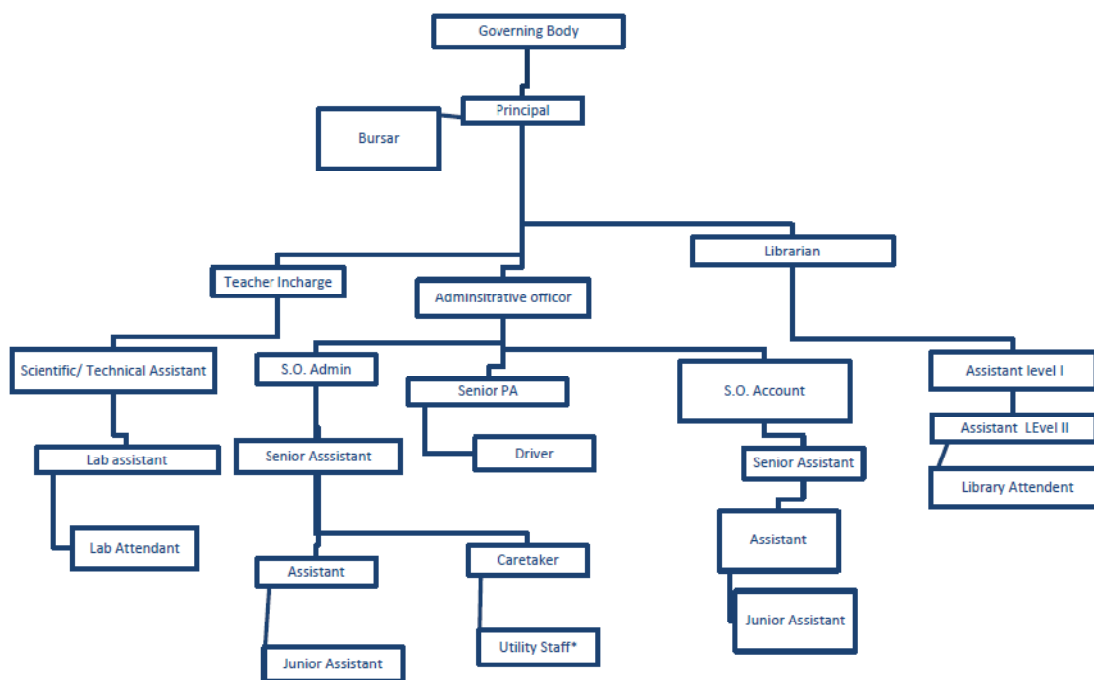 Governing Body
Principal
Bursar
Librarian
Teacher Incharge
Adminsitrative officor
Scientific/ Technical Assistant
S.O. Admin
Senior PA
S.O. Account
Assistant level I
Assistant LEvel II
Lab assistant
Senior Asssistant
Driver
Senior Assistant
Library Attendent
Lab Attendant
Assistant
Caretaker
Assistant
Junior Assistant
Utility Staff*
Junior Assistant